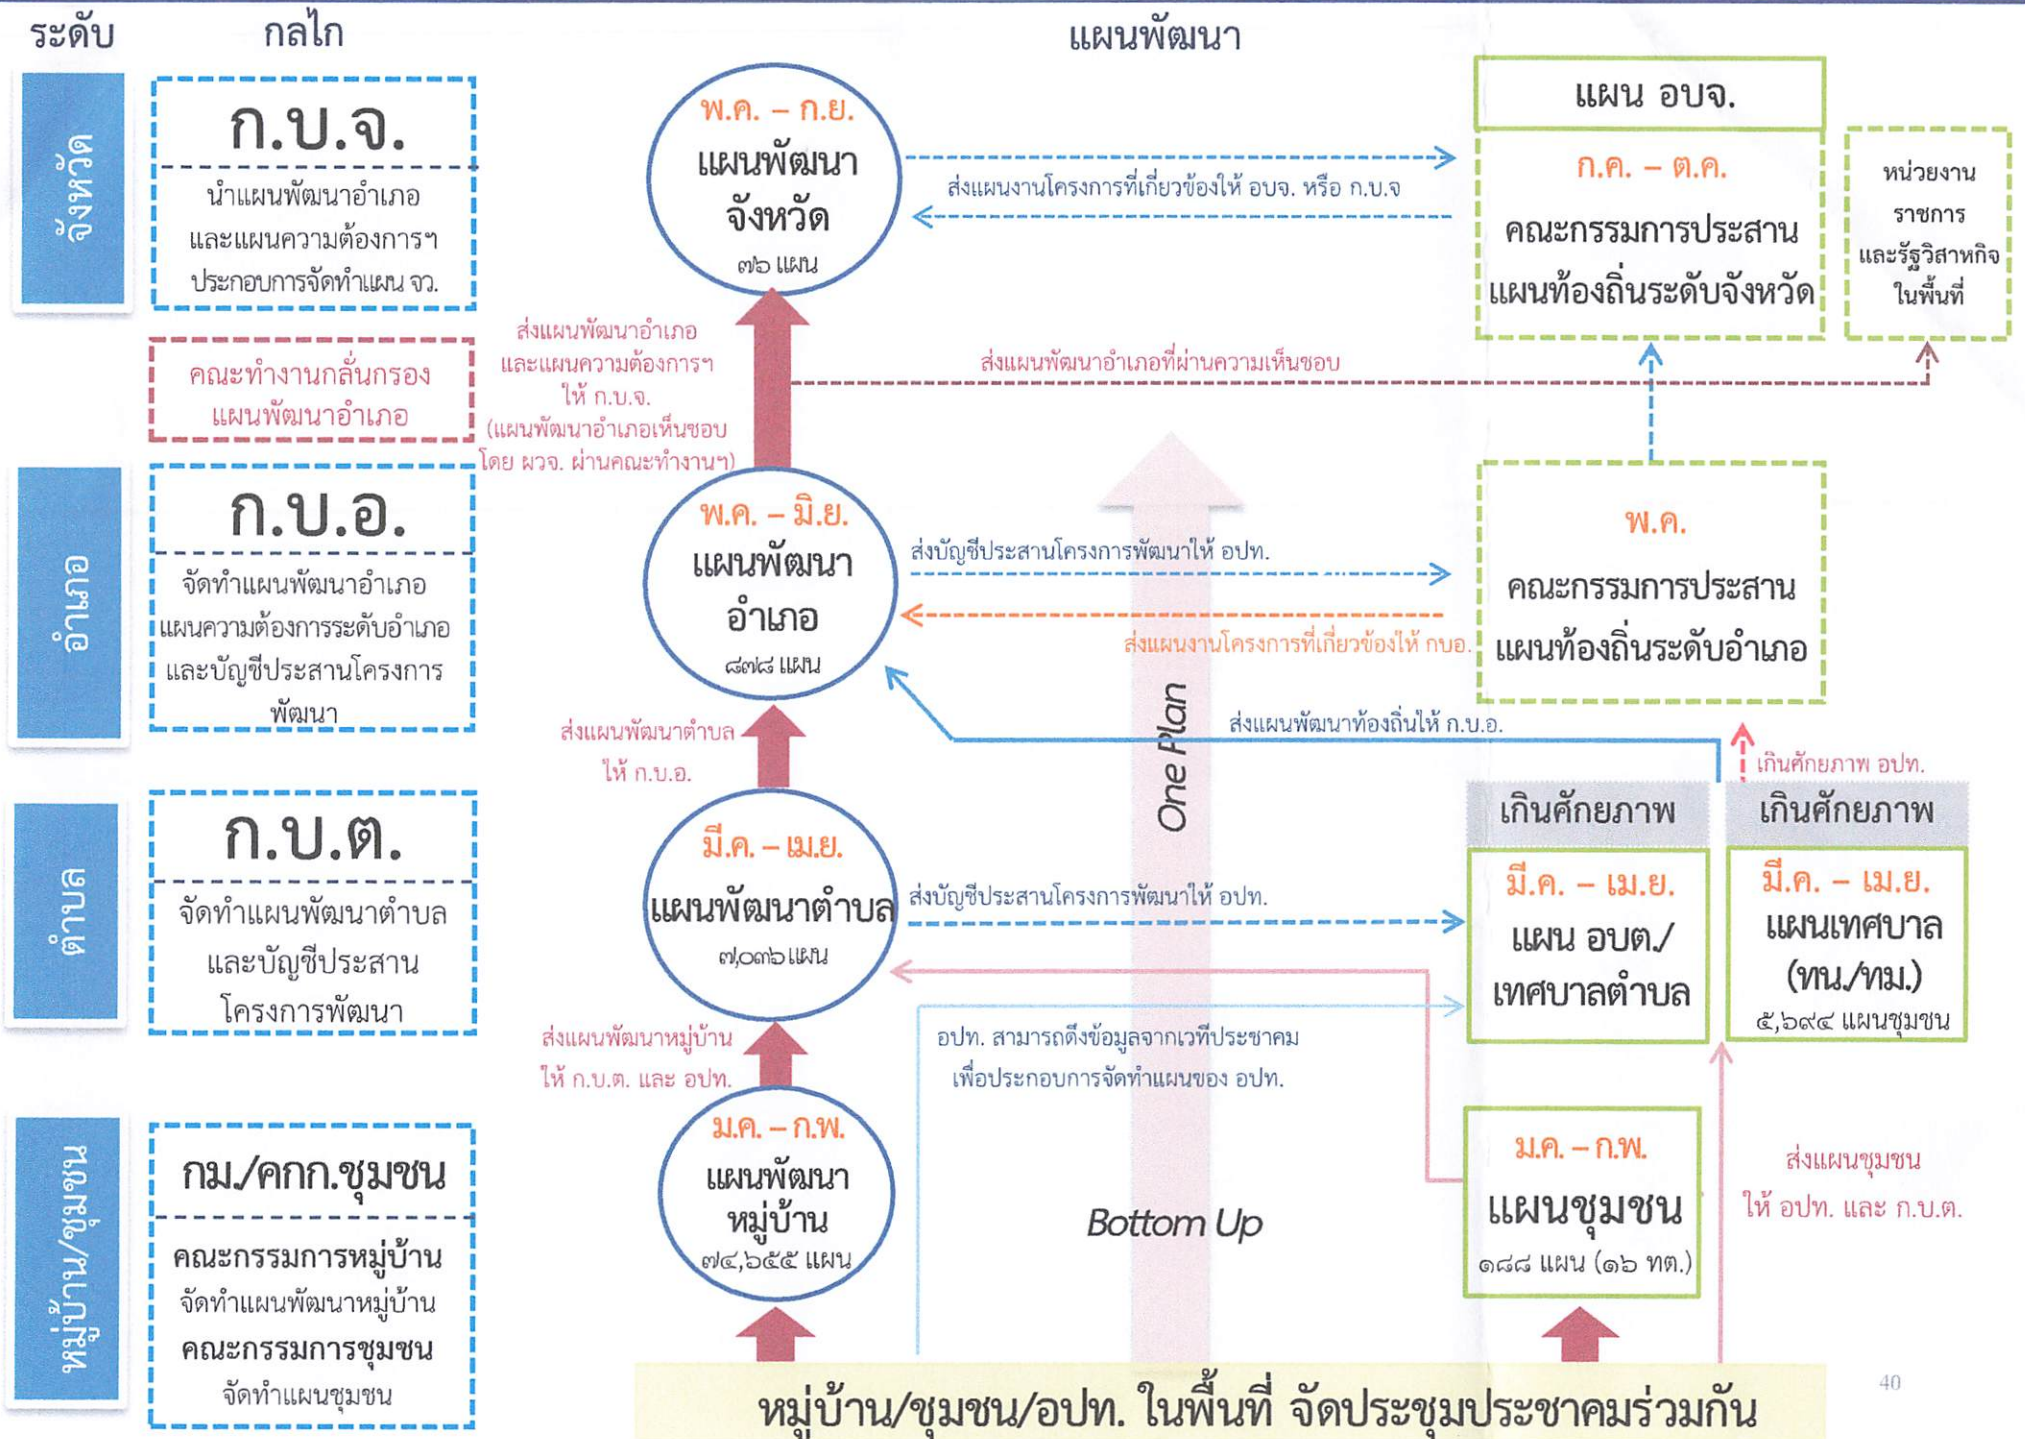 ระดับ
กลไก
แผนพัฒนา
จังหวัด
ก.บ.จ.
นำแผนพัฒนาอำเภอ
และแผนความต้องการฯ
ประกอบการจัดทำแผน จว.
พ.ค. – ก.ย.
แผนพัฒนา
จังหวัด
๗๖ แผน
ส่งแผนงานโครงการที่เกี่ยวข้องให้ อบจ. หรือ ก.บ.จ
แผน อบจ.
ก.ค. – ต.ค.
คณะกรรมการประสาน
แผนท้องถิ่นระดับจังหวัด
หน่วยงาน
ราชการ
และรัฐวิสาหกิจ
ในพื้นที่
คณะทำงานกลั่นกรอง
แผนพัฒนาอำเภอ
ส่งแผนพัฒนาอำเภอ
และแผนความต้องการฯ
ให้ ก.บ.จ.
(แผนพัฒนาอำเภอเห็นชอบ
โดย ผวจ. ผ่านคณะทำงานฯ)
ส่งแผนพัฒนาอำเภอที่ผ่านความเห็นชอบ
อำเภอ
ก.บ.อ.
จัดทำแผนพัฒนาอำเภอ
แผนความต้องการระดับอำเภอ
และบัญชีประสานโครงการ
พัฒนา
พ.ค. – มิ.ย.
แผนพัฒนา
อำเภอ
๘๗๘ แผน
ส่งบัญชีประสานโครงการพัฒนาให้ อปท.
ส่งแผนงานโครงการที่เกี่ยวข้องให้ กบอ.
พ.ค.
คณะกรรมการประสาน
แผนท้องถิ่นระดับอำเภอ
ส่งแผนพัฒนาตำบล
ให้ ก.บ.อ.
One Plan
ส่งแผนพัฒนาท้องถิ่นให้ ก.บ.อ.
เกินศักยภาพ อปท.
ตำบล
ก.บ.ต.
จัดทำแผนพัฒนาตำบล
และบัญชีประสาน
โครงการพัฒนา
มี.ค. – เม.ย.
แผนพัฒนาตำบล
๗,๐๓๖ แผน
ส่งบัญชีประสานโครงการพัฒนาให้ อปท.
เกินศักยภาพ
มี.ค. – เม.ย.
แผน อบต./
เทศบาลตำบล
เกินศักยภาพ
มี.ค. – เม.ย.
แผนเทศบาล
(ทน./ทม.)
๕,๖๙๔ แผนชุมชน
ส่งแผนพัฒนาหมู่บ้าน
ให้ ก.บ.ต. และ อปท.
อปท. สามารถดึงข้อมูลจากเวทีประชาคม
เพื่อประกอบการจัดทำแผนของ อปท.
หมู่บ้าน/ชุมชน
กม./คกก.ชุมชน
คณะกรรมการหมู่บ้าน
จัดทำแผนพัฒนาหมู่บ้าน
คณะกรรมการชุมชน
จัดทำแผนชุมชน
ม.ค. – ก.พ.
แผนพัฒนา
หมู่บ้าน
๗๔,๖๕๕ แผน
Bottom Up
ม.ค. – ก.พ.
แผนชุมชน
๑๘๘ แผน (๑๖ ทต.)
ส่งแผนชุมชน
ให้ อปท. และ ก.บ.ต.
หมู่บ้าน/ชุมชน/อปท. ในพื้นที่ จัดประชุมประชาคมร่วมกัน
40